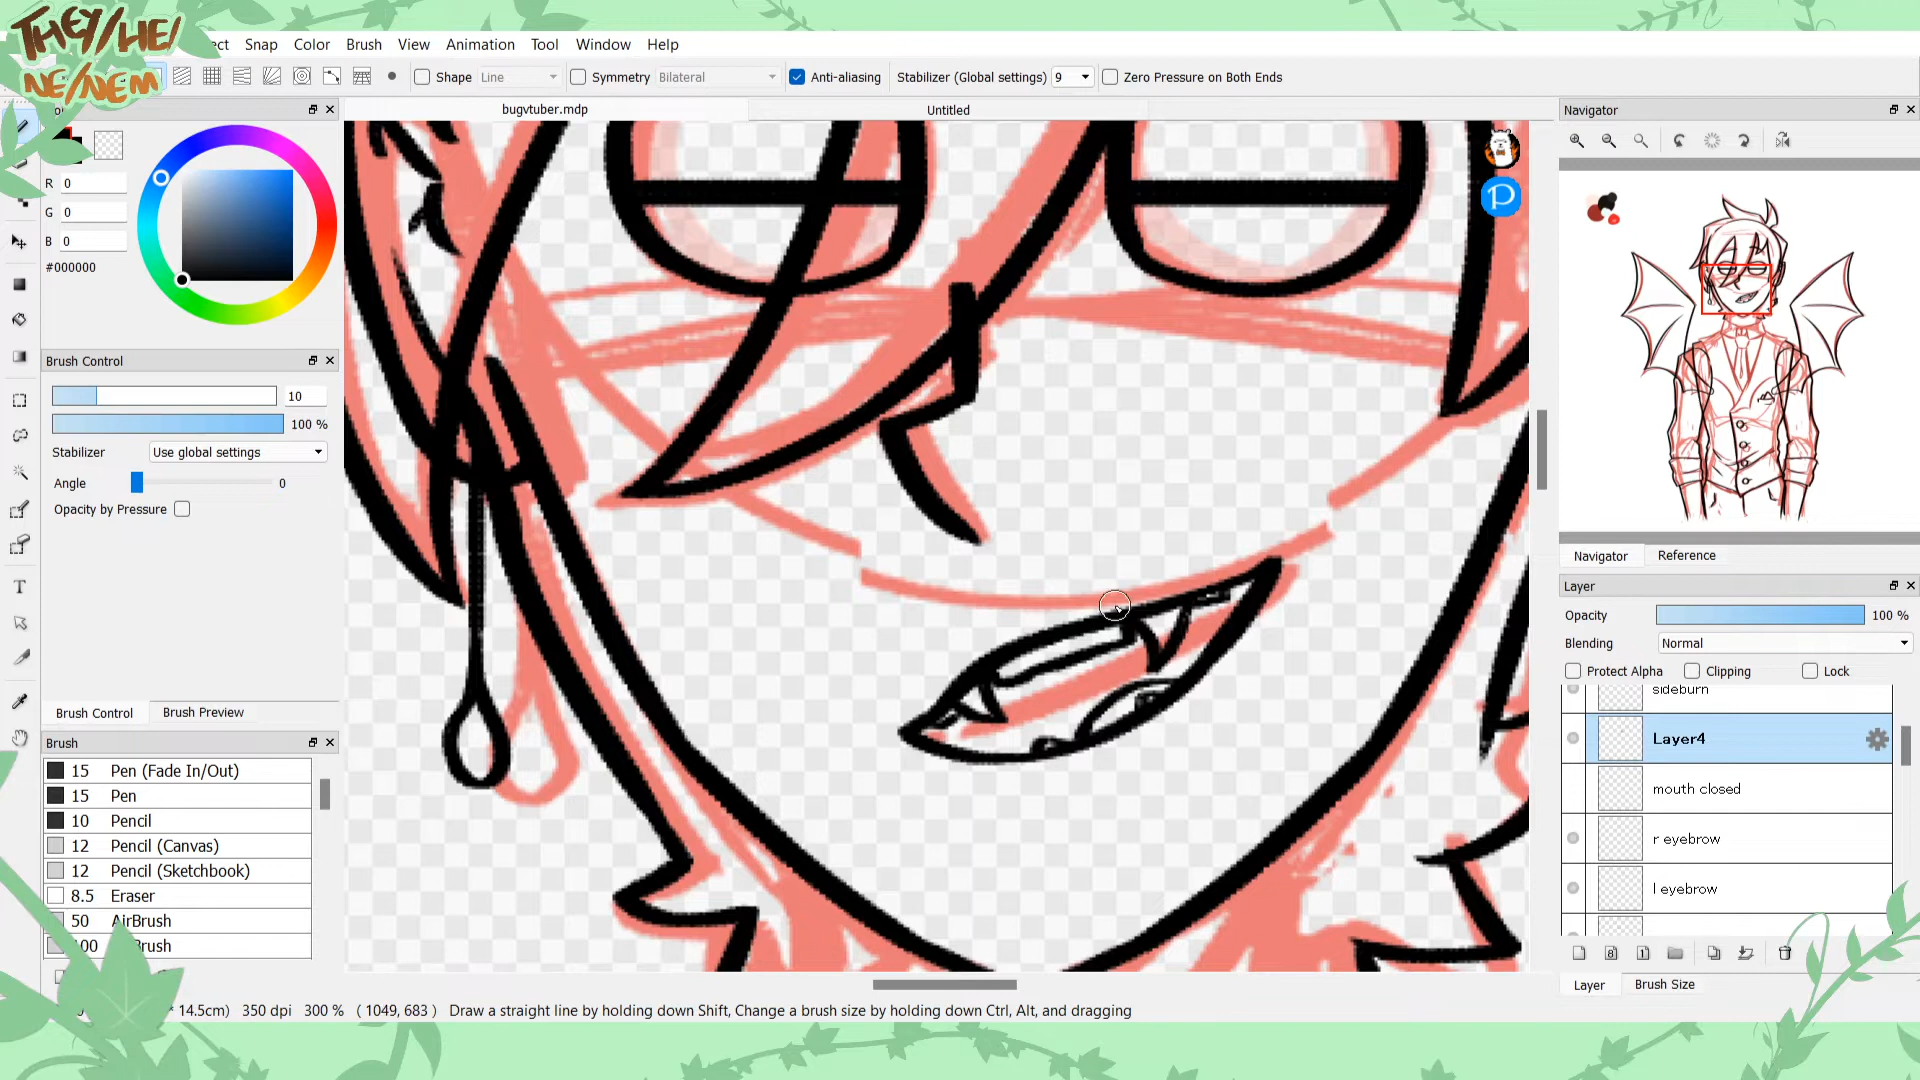 THEY/HE/
NE/NEM
ect Snap Color Brush View Animation Tool Window Help
Shape Line Symmetry Bilateral Anti-aliasing Stabilizer (Global settings) 9 Zero Pressure on Both Ends
bugvtuber.mdp Untitled
R 0
G 0
B 0
#000000
Brush Control
10
100 %
Stabilizer Use global settings
Angle 0
Opacity by Pressure
Brush Control Brush Preview
Brush
15 Pen (Fade In/Out)
15 Pen
10 Pencil
12 Pencil (Canvas)
12 Pencil (Sketchbook)
8.5 Eraser
50 AirBrush
100 Brush
* 14.5cm) 350 dpi 300 % ( 1049, 683 ) Draw a straight line by holding down Shift, Change a brush size by holding down Ctrl, Alt, and dragging
P
Navigator
Navigator Reference
Layer
Opacity 100 %
Blending Normal
Protect Alpha Clipping Lock
sideburn
Layer4
mouth closed
r eyebrow
l eyebrow
8 1
Layer Brush Size